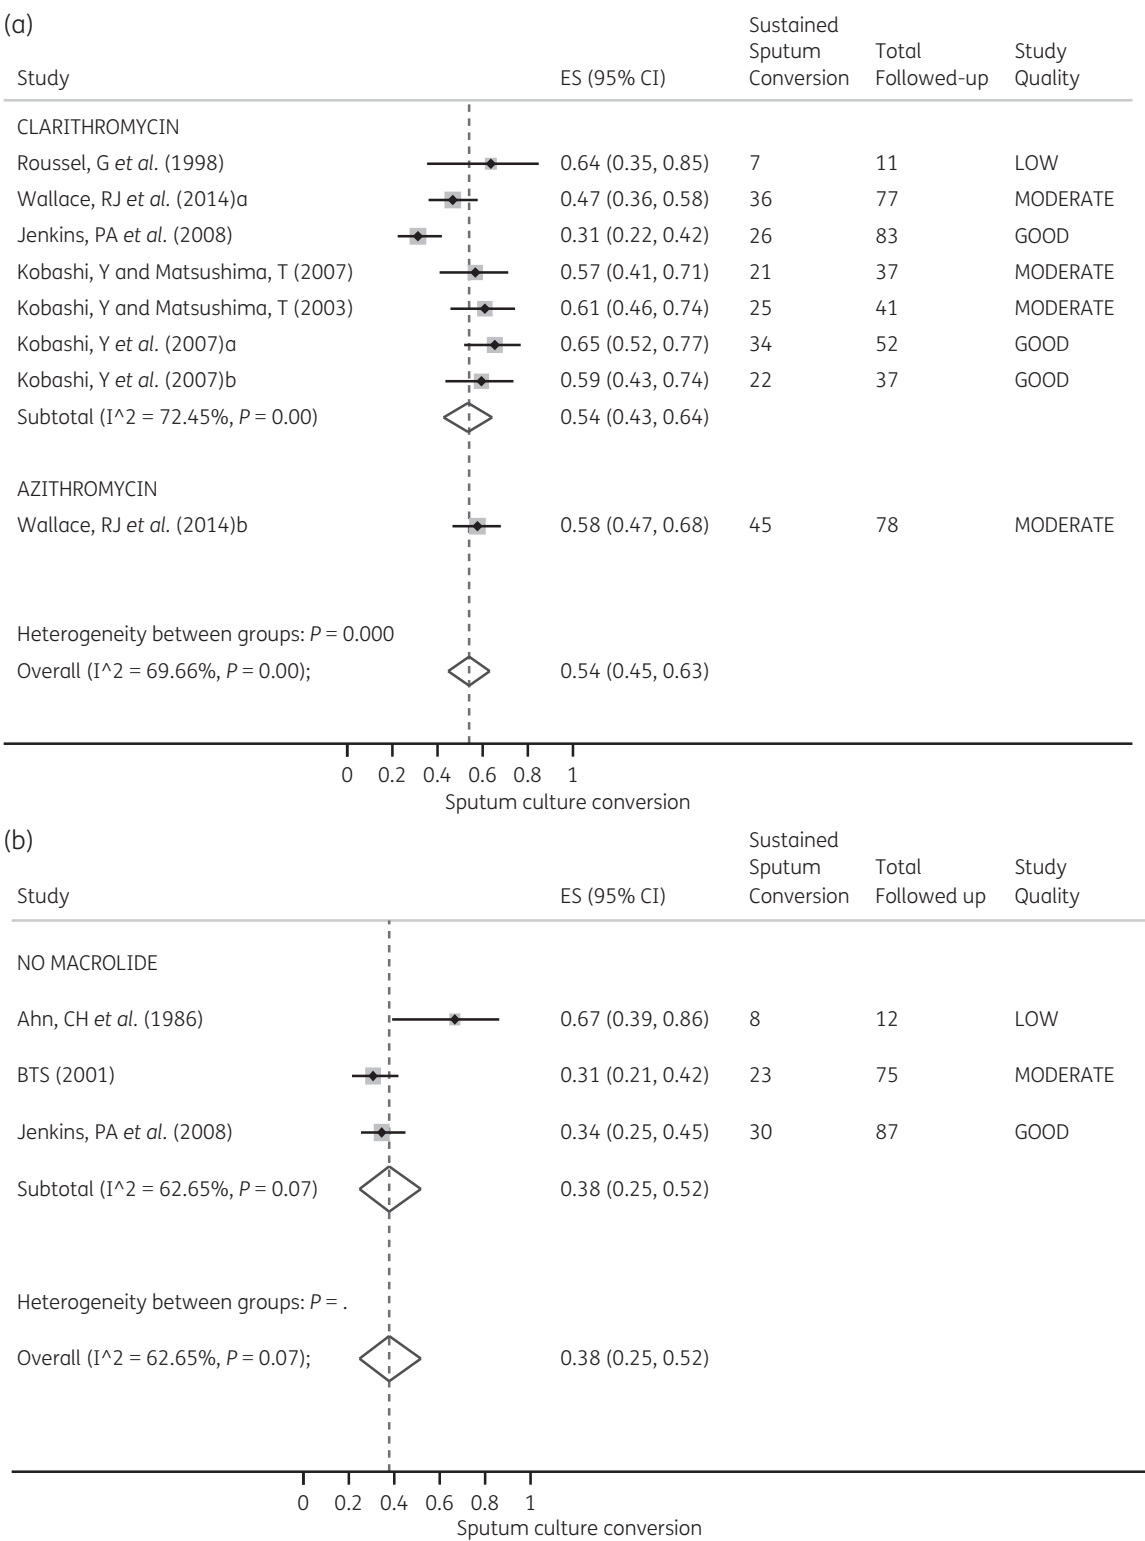 (a)
Study ES (95% CI) Sustained Sputum Conversion Total Followed-up Study Quality
CLARITHROMYCIN
Roussel, G et al. (1998) 0.64 (0.35, 0.85) 7 11 LOW
Wallace, RJ et al. (2014)a 0.47 (0.36, 0.58) 36 77 MODERATE
Jenkins, PA et al. (2008) 0.31 (0.22, 0.42) 26 83 GOOD
Kobashi, Y and Matsushima, T (2007) 0.57 (0.41, 0.71) 21 37 MODERATE
Kobashi, Y and Matsushima, T (2003) 0.61 (0.46, 0.74) 25 41 MODERATE
Kobashi, Y et al. (2007)a 0.65 (0.52, 0.77) 34 52 GOOD
Kobashi, Y et al. (2007)b 0.59 (0.43, 0.74) 22 37 GOOD
Subtotal (I^2 = 72.45%, P = 0.00) 0.54 (0.43, 0.64)
AZITHROMYCIN
Wallace, RJ et al. (2014)b 0.58 (0.47, 0.68) 45 78 MODERATE
Heterogeneity between groups: P = 0.000
Overall (I^2 = 69.66%, P = 0.00); 0.54 (0.45, 0.63)
0 0.2 0.4 0.6 0.8 1
Sputum culture conversion
(b)
Study ES (95% CI) Sustained Sputum Conversion Total Followed up Study Quality
NO MACROLIDE
Ahn, CH et al. (1986) 0.67 (0.39, 0.86) 8 12 LOW
BTS (2001) 0.31 (0.21, 0.42) 23 75 MODERATE
Jenkins, PA et al. (2008) 0.34 (0.25, 0.45) 30 87 GOOD
Subtotal (I^2 = 62.65%, P = 0.07) 0.38 (0.25, 0.52)
Heterogeneity between groups: P = .
Overall (I^2 = 62.65%, P = 0.07); 0.38 (0.25, 0.52)
0 0.2 0.4 0.6 0.8 1
Sputum culture conversion